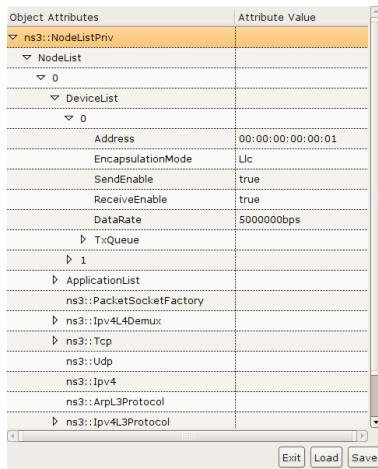 Object Attributes Attribute Value
ns3::NodeListPriv
NodeList
0
DeviceList
0
Address 00:00:00:00:00:01
EncapsulationMode Llc
SendEnable true
ReceiveEnable true
DataRate 5000000bps
TxQueue
1
ApplicationList
ns3::PacketSocketFactory
ns3::Ipv4L4Demux
ns3::Tcp
ns3::Udp
ns3::Ipv4
ns3::ArpL3Protocol
ns3::Ipv4L3Protocol
Exit Load Save